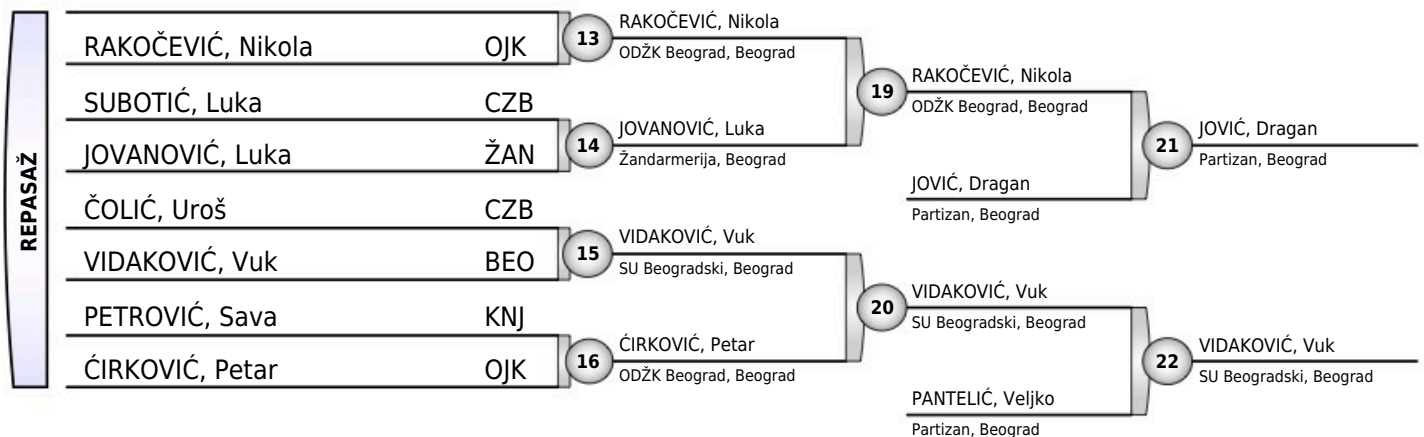 REPASAŽ
RAKOČEVIĆ, Nikola OJK
SUBOTIĆ, Luka CZB
JOVANOVIĆ, Luka ŽAN
ČOLIĆ, Uroš CZB
VIDAKOVIĆ, Vuk BEO
PETROVIĆ, Sava KNJ
ĆIRKOVIĆ, Petar OJK
13
RAKOČEVIĆ, Nikola
ODŽK Beograd, Beograd
14
JOVANOVIĆ, Luka
Žandarmerija, Beograd
15
VIDAKOVIĆ, Vuk
SU Beogradski, Beograd
16
ĆIRKOVIĆ, Petar
ODŽK Beograd, Beograd
19
RAKOČEVIĆ, Nikola
ODŽK Beograd, Beograd
JOVIĆ, Dragan
Partizan, Beograd
20
VIDAKOVIĆ, Vuk
SU Beogradski, Beograd
PANTELIĆ, Veljko
Partizan, Beograd
21
JOVIĆ, Dragan
Partizan, Beograd
22
VIDAKOVIĆ, Vuk
SU Beogradski, Beograd